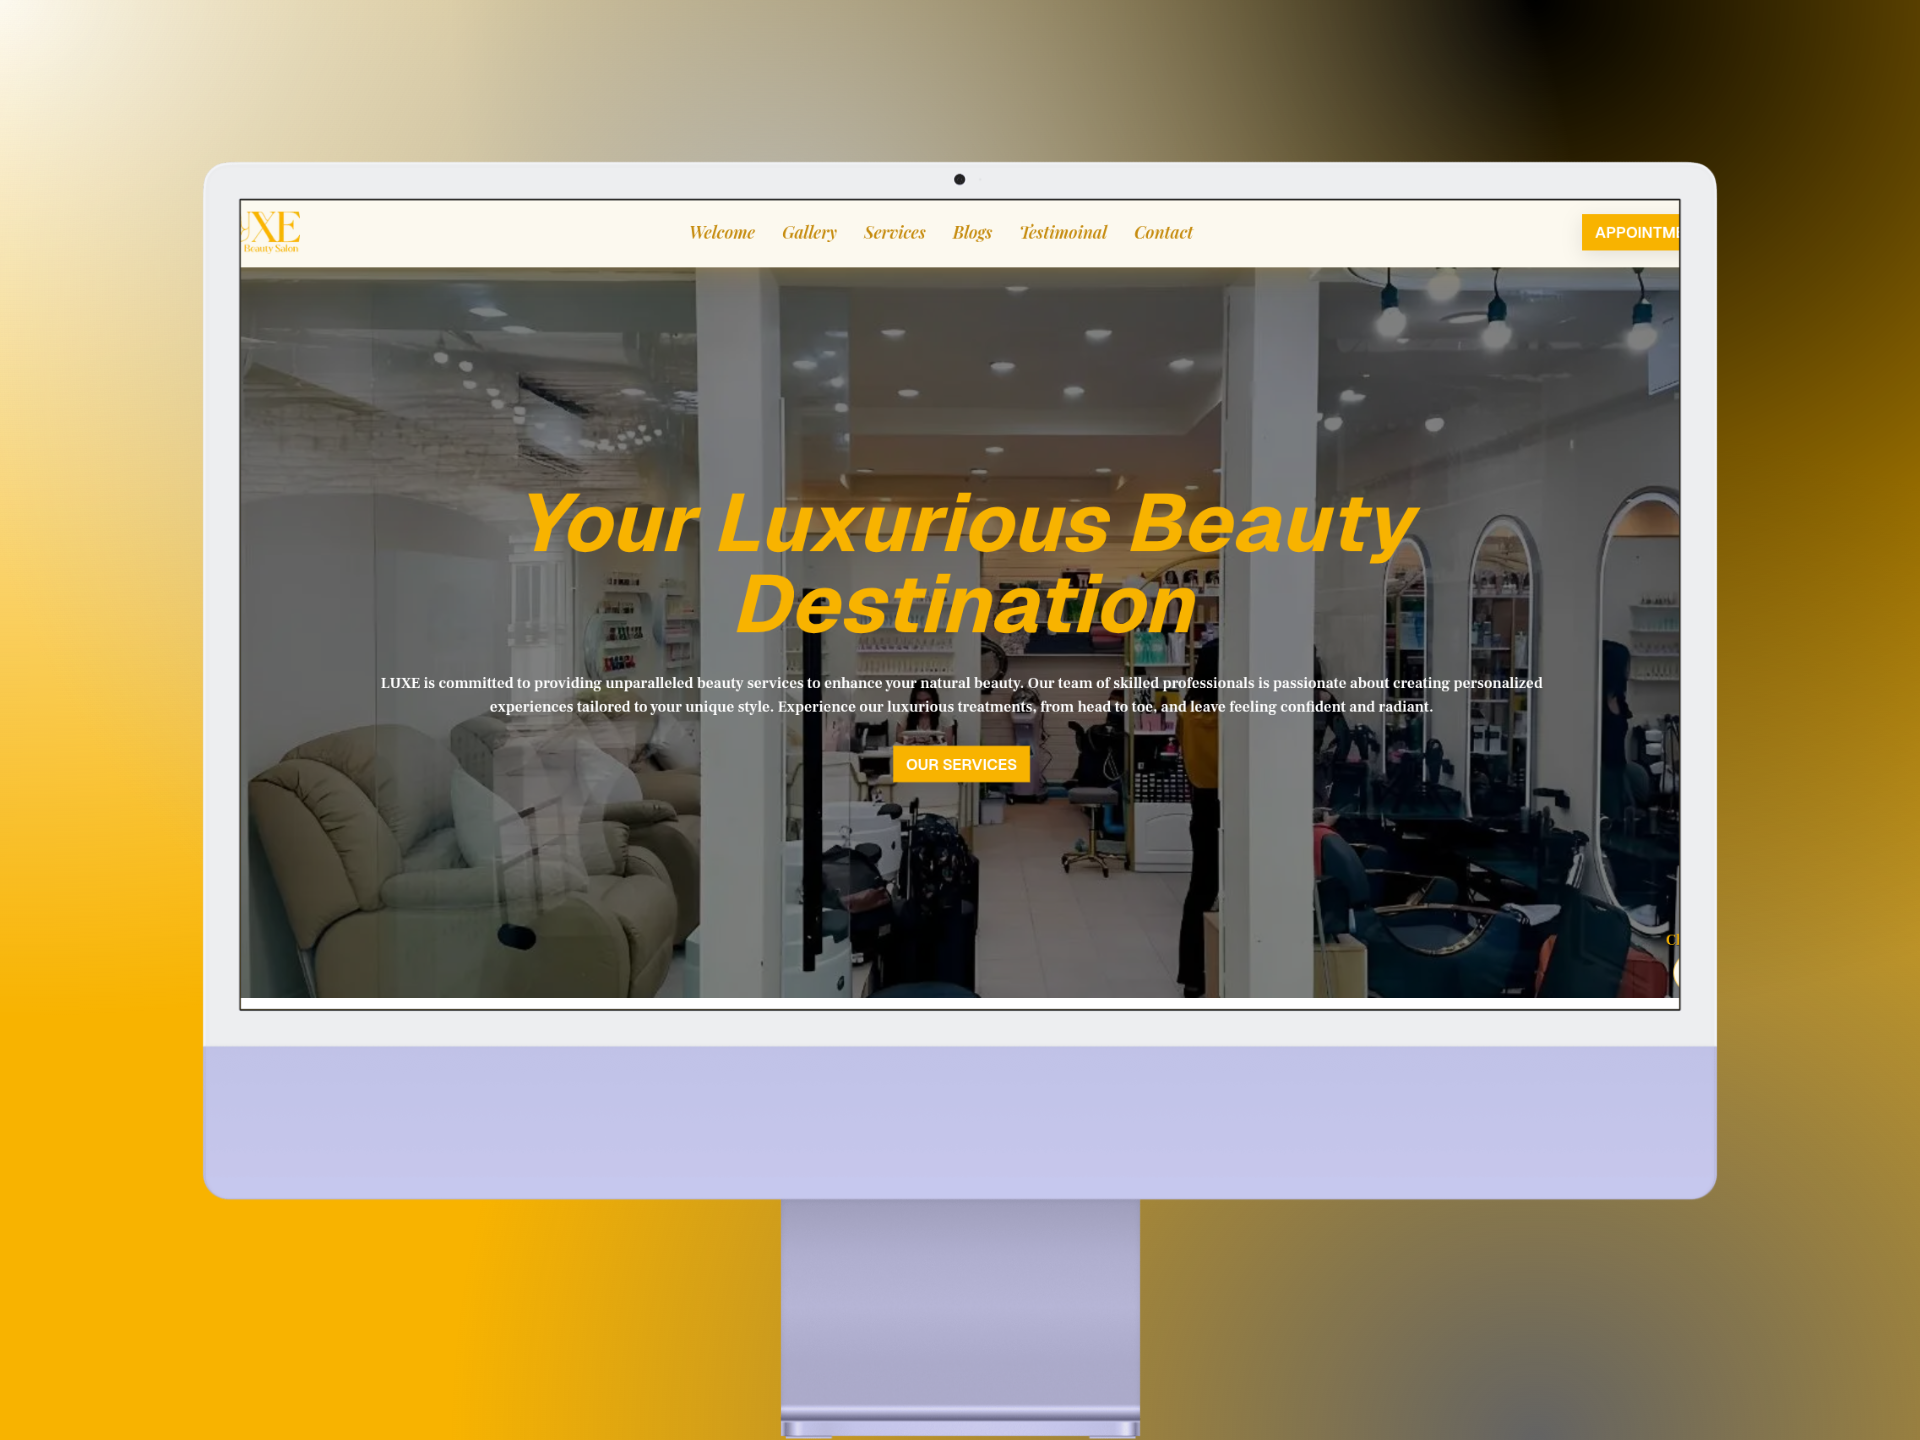 UXE
Beauty Salon
Welcome Gallery Services Blogs Testimoinal Contact
APPOINTM
Your Luxurious Beauty
Destination
LUXE is committed to providing unparalleled beauty services to enhance your natural beauty. Our team of skilled professionals is passionate about creating personalized
experiences tailored to your unique style. Experience our luxurious treatments, from head to toe, and leave feeling confident and radiant.
OUR SERVICES